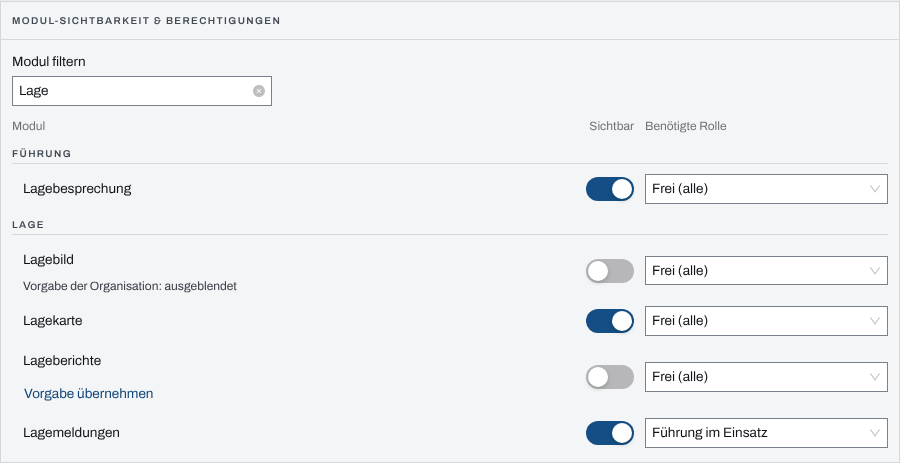 MODUL-SICHTBARKEIT & BERECHTIGUNGEN
Modul filtern
Lage
Modul Sichtbar Benötigte Rolle
FÜHRUNG
Lagebesprechung Frei (alle)
LAGE
Lagebild Frei (alle)
Vorgabe der Organisation: ausgeblendet
Lagekarte Frei (alle)
Lageberichte Frei (alle)
Vorgabe übernehmen
Lagemeldungen Führung im Einsatz